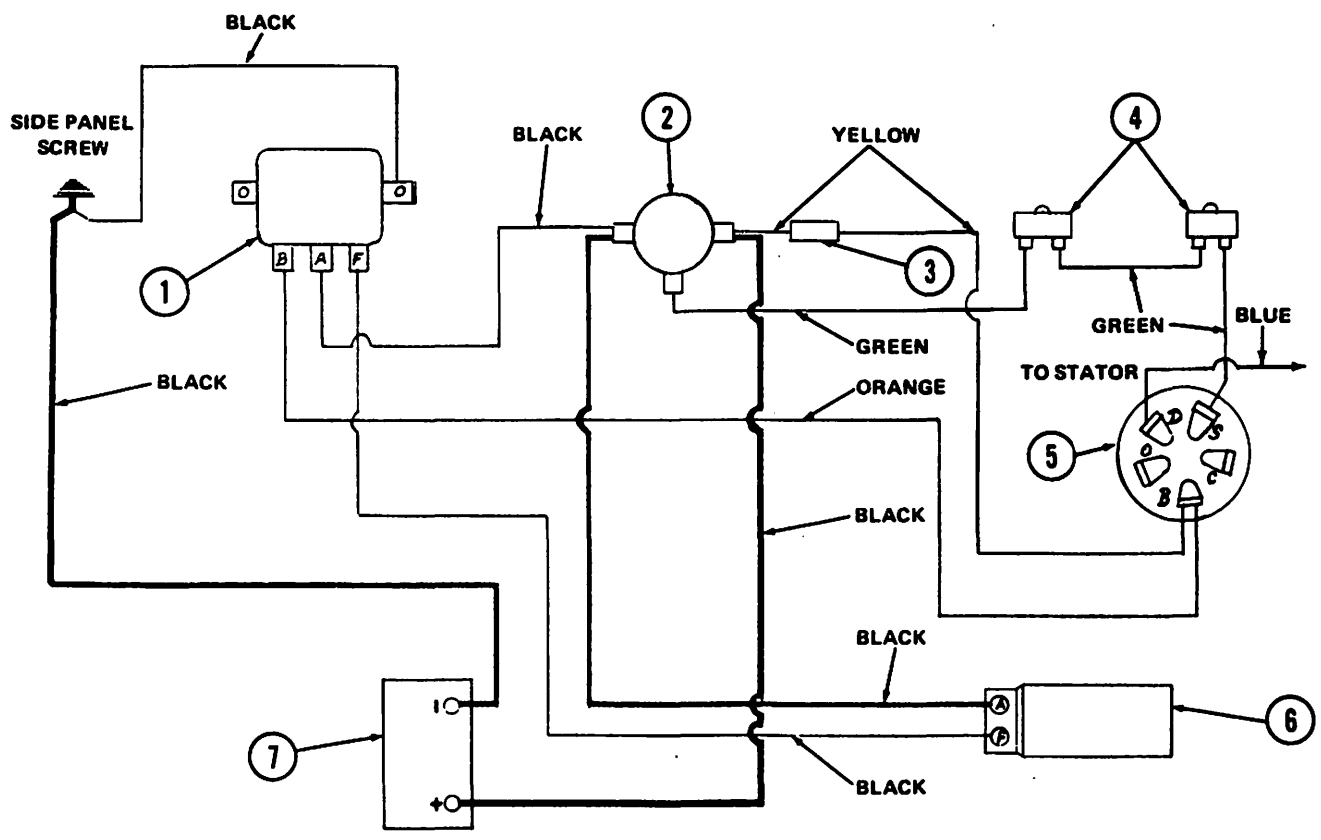 BLACK
SIDE PANEL
SCREW
2
4
BLACK
YELLOW
O
O
B
A
F
1
3
GREEN
BLUE
GREEN
BLACK
TO STATOR
ORANGE
D
S
5
O
C
B
BLACK
BLACK
I
A
6
7
F
+
BLACK